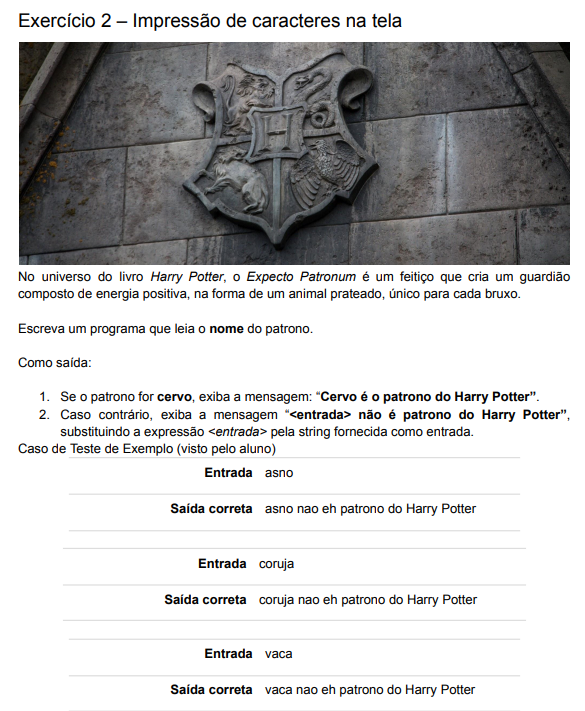 Exercício 2 – Impressão de caracteres na tela
H
No universo do livro Harry Potter, o Expecto Patronum é um feitiço que cria um guardião
composto de energia positiva, na forma de um animal prateado, único para cada bruxo.
Escreva um programa que leia o nome do patrono.
Como saída:
1. Se o patrono for cervo, exiba a mensagem: “Cervo é o patrono do Harry Potter”.
2. Caso contrário, exiba a mensagem “<entrada> não é patrono do Harry Potter”,
substituindo a expressão <entrada> pela string fornecida como entrada.
Caso de Teste de Exemplo (visto pelo aluno)
Entrada asno
Saída correta asno nao eh patrono do Harry Potter
Entrada coruja
Saída correta coruja nao eh patrono do Harry Potter
Entrada vaca
Saída correta vaca nao eh patrono do Harry Potter